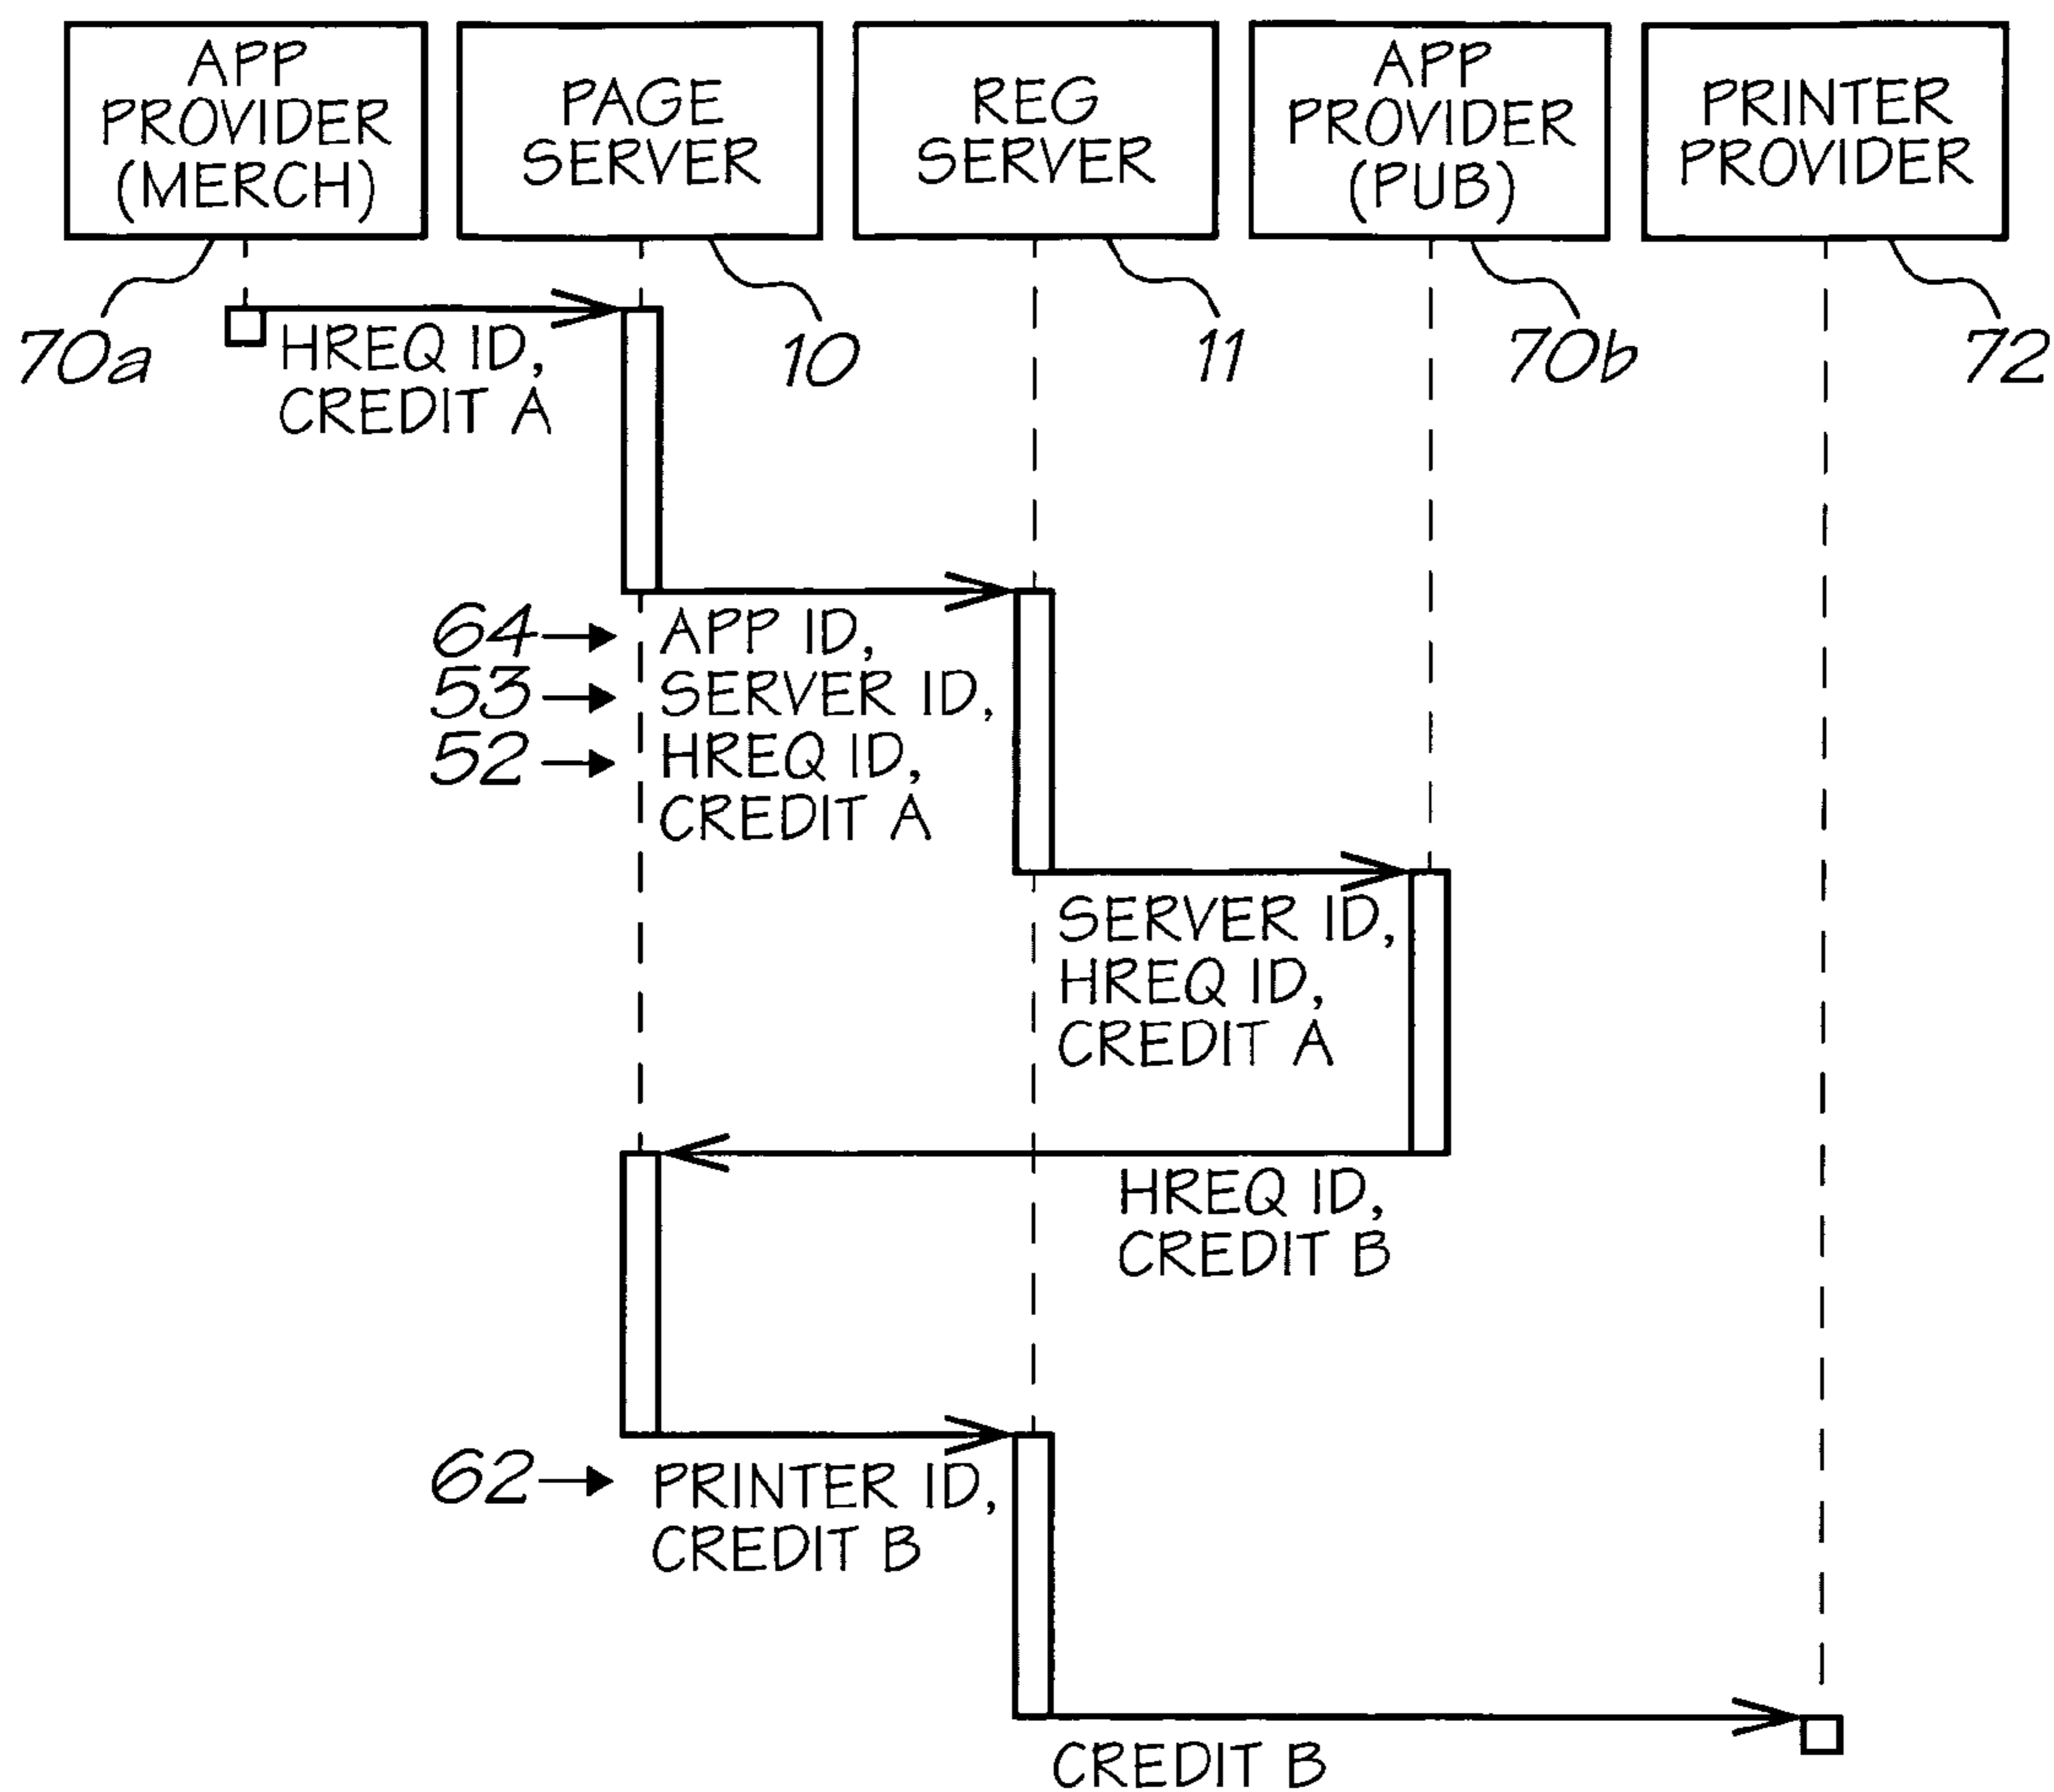 APP
PROVIDER
(MERCH)
PAGE
SERVER
REG
SERVER
APP
PROVIDER
(PUB)
PRINTER
PROVIDER
70a
10
11
70b
72
HREQ ID,
CREDIT A
64 APP ID,
53 SERVER ID,
52 HREQ ID,
CREDIT A
SERVER ID,
HREQ ID,
CREDIT A
HREQ ID,
CREDIT B
62 PRINTER ID,
CREDIT B
CREDIT B